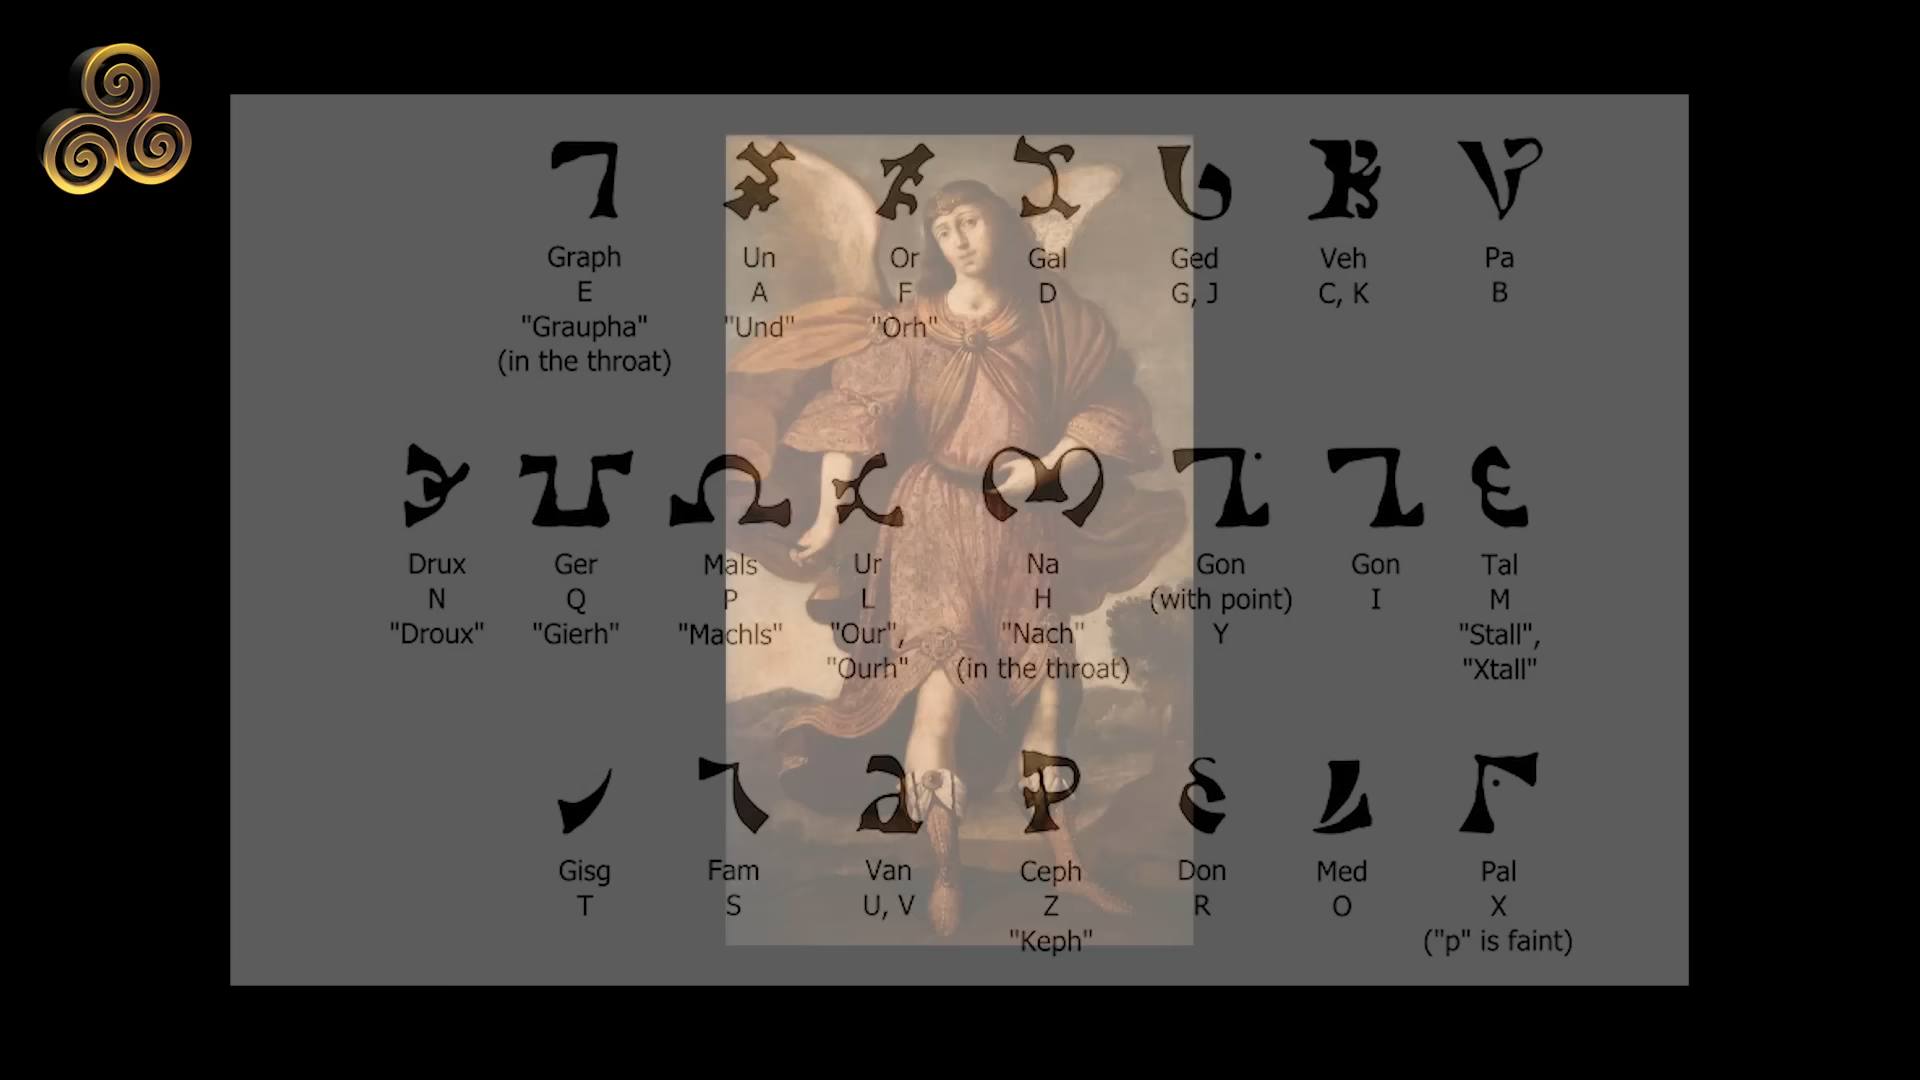 Graph Un Or Gal Ged Veh Pa
E A F D G, J C, K B
"Graupha" "Und" "Orh"
(in the throat)
Drux Ger Mals Ur Na Gon Gon Tal
N Q P L H (with point) I M
"Droux" "Gierh" "Machls" "Our", "Nach" Y "Stall",
"Ourh" (in the throat) "Xtall"
Gisg Fam Van Ceph Don Med Pal
T S U, V Z R O X
"Keph" ("p" is faint)